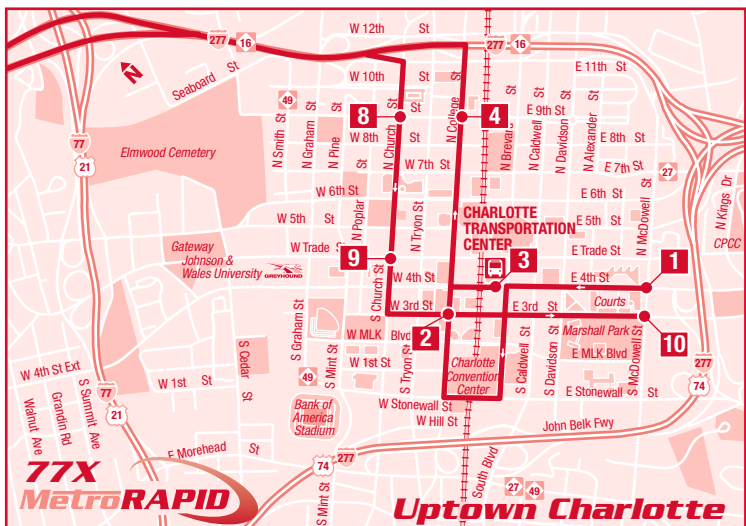 W 12th St
277 16
277 16
E 11th St
W 10th St
Seaboard St
N
49
8
4
N College St
E 9th St
N Smith St
N Graham St
N Pine St
N Church St
W 8th St
E 8th St
N Brevard
N Caldwell St
N Davidson St
N Alexander St
77
21
Elmwood Cemetery
W 7th St
E 7th St
27
W 6th St
E 6th St
N Poplar St
N Tryon St
N McDowell St
N Kings Dr
CPCC
W 5th St
E 5th St
CHARLOTTE
TRANSPORTATION
CENTER
W Trade St
E Trade St
Gateway
Johnson &
Wales University
GREYHOUND
9
3
1
W 4th St
E 4th St
S Church St
Courts
W 3rd St
E 3rd St
2
10
S Graham St
S Mint St
W MLK Blvd
Marshall Park
E MLK Blvd
S Tryon St
S Caldwell St
S Davidson St
S McDowell St
W 4th St Ext
W 1st St
W 1st St
S Cedar St
Charlotte
Convention
Center
277
74
77
21
49
E Stonewall St
W Stonewall St
W Hill St
Walnut Ave
Grandin Rd
S Summit Ave
Bank of
America
Stadium
John Belk Fwy
E Morehead St
277
74
South Blvd
27 49
S Mint St
77X
MetroRAPID
Uptown Charlotte